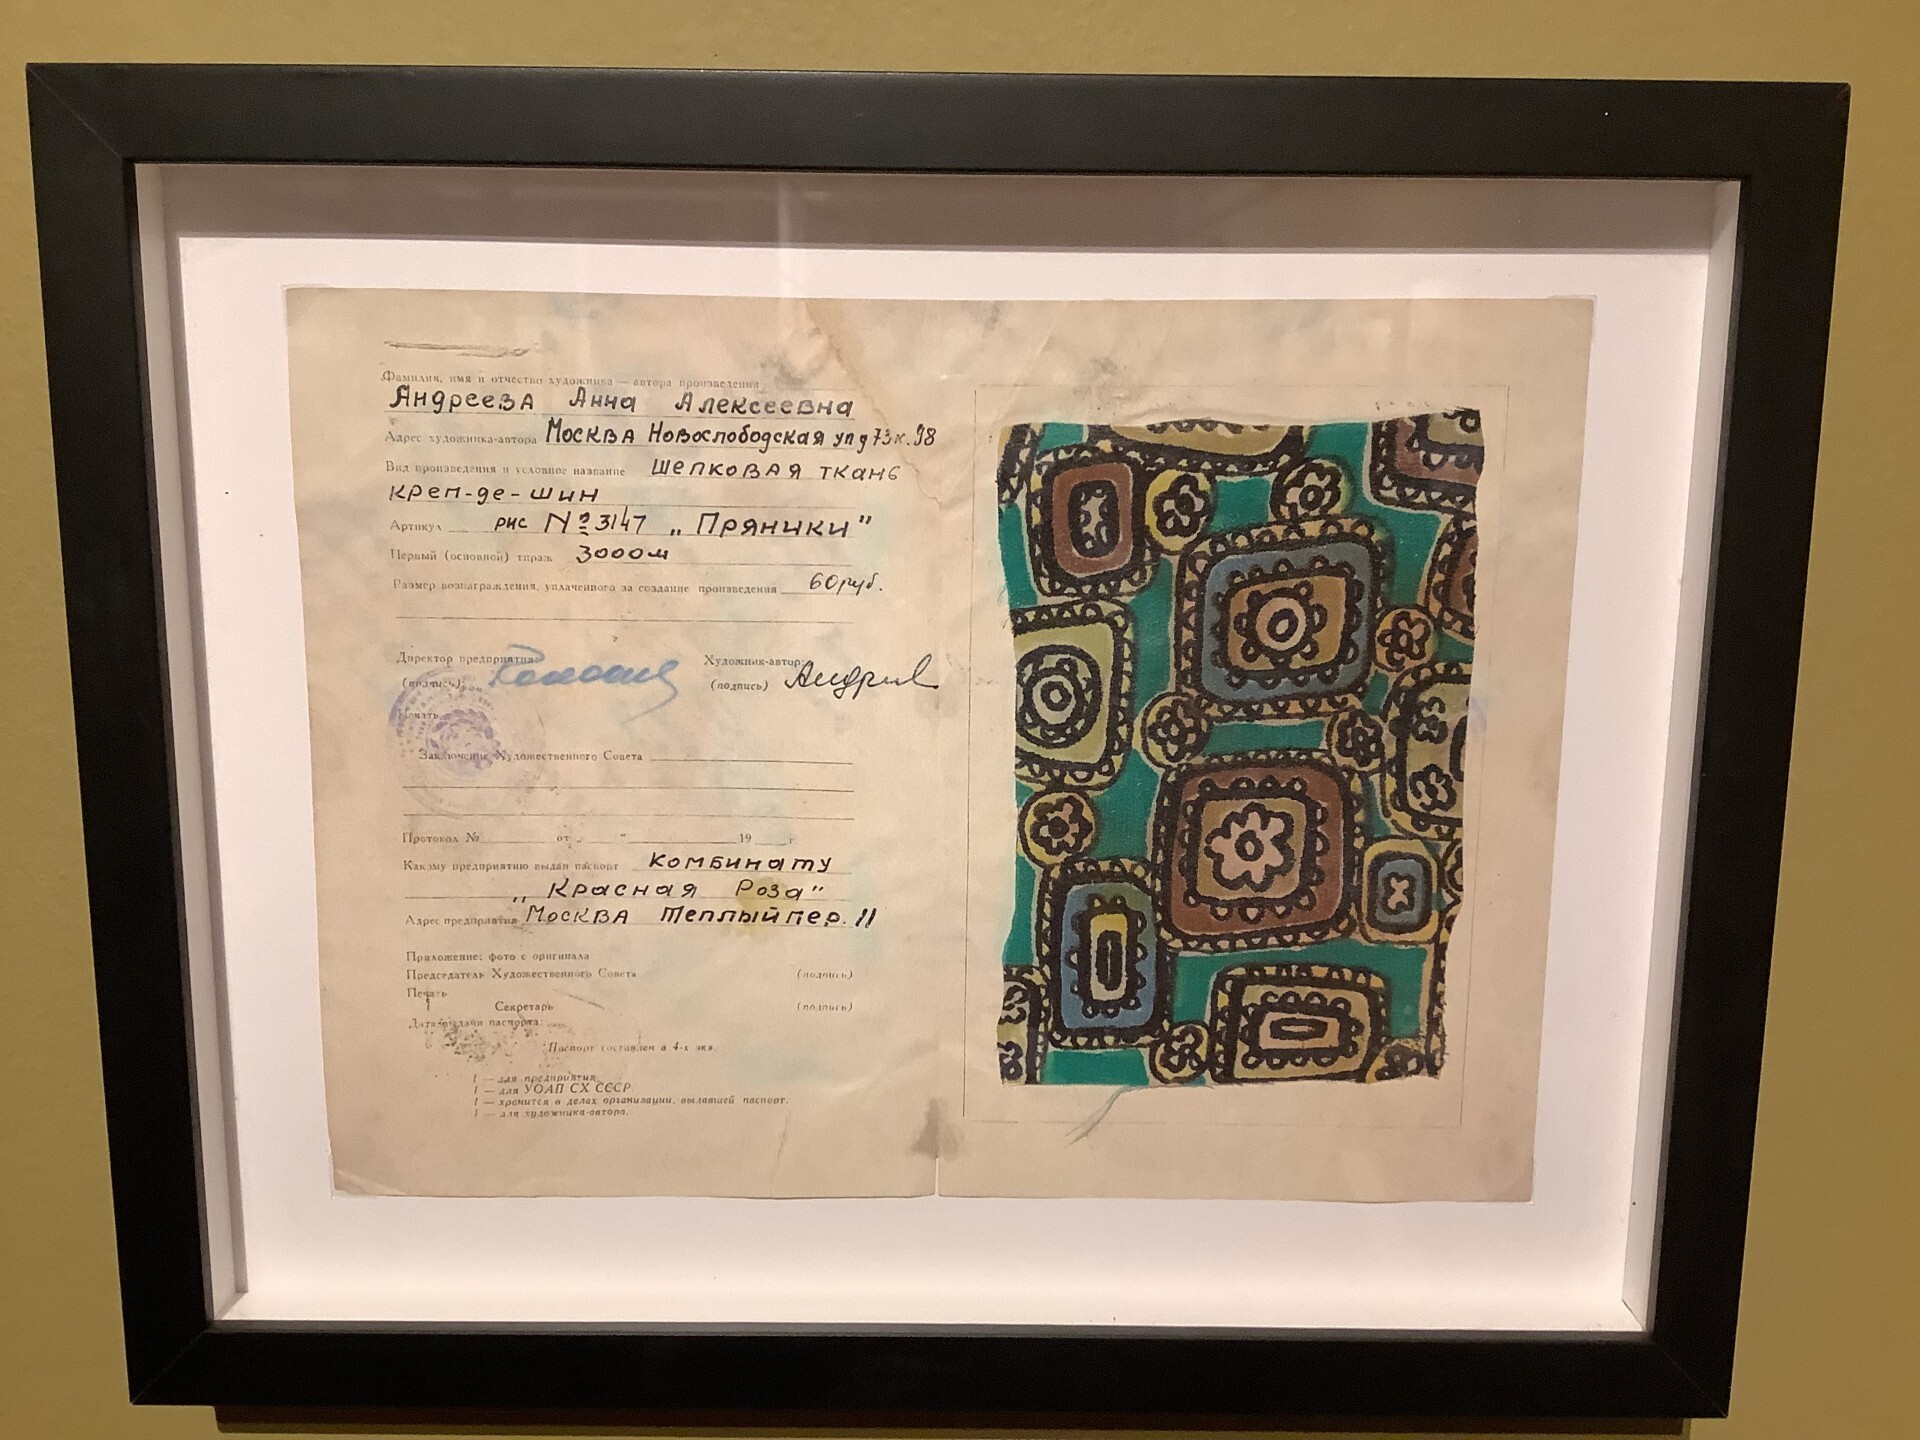 Фамилия, имя и отчество художника — автора произведения
Андреева Анна Алексеевна
Адрес художника-автора Москва Новослободская ул д 73 к. 98
Вид произведения и условное название шелковая ткань
креп-де-шин
Артикул рис №3147 „Пряники"
Первый (основной) тираж 3000м
Размер вознаграждения, уплаченного за создание произведения 60 руб.
Директор предприятия:
Художник-автор:
(подпись):
(подпись) Андреев
Печать
Заключение Художественного Совета
Протокол № от „ " 19 г.
Какому предприятию выдан паспорт комбинату
„Красная Роза"
Адрес предприятия Москва Теплый пер. 11
Приложение: фото с оригинала
Председатель Художественного Совета (подпись)
Печать
Секретарь (подпись)
Дата выдачи паспорта:
Паспорт составлен в 4-х экз.
1 — для предприятия
1 — для УОАП СХ СССР
1 — хранится в делах организации, выдавшей паспорт.
1 — для художника-автора.